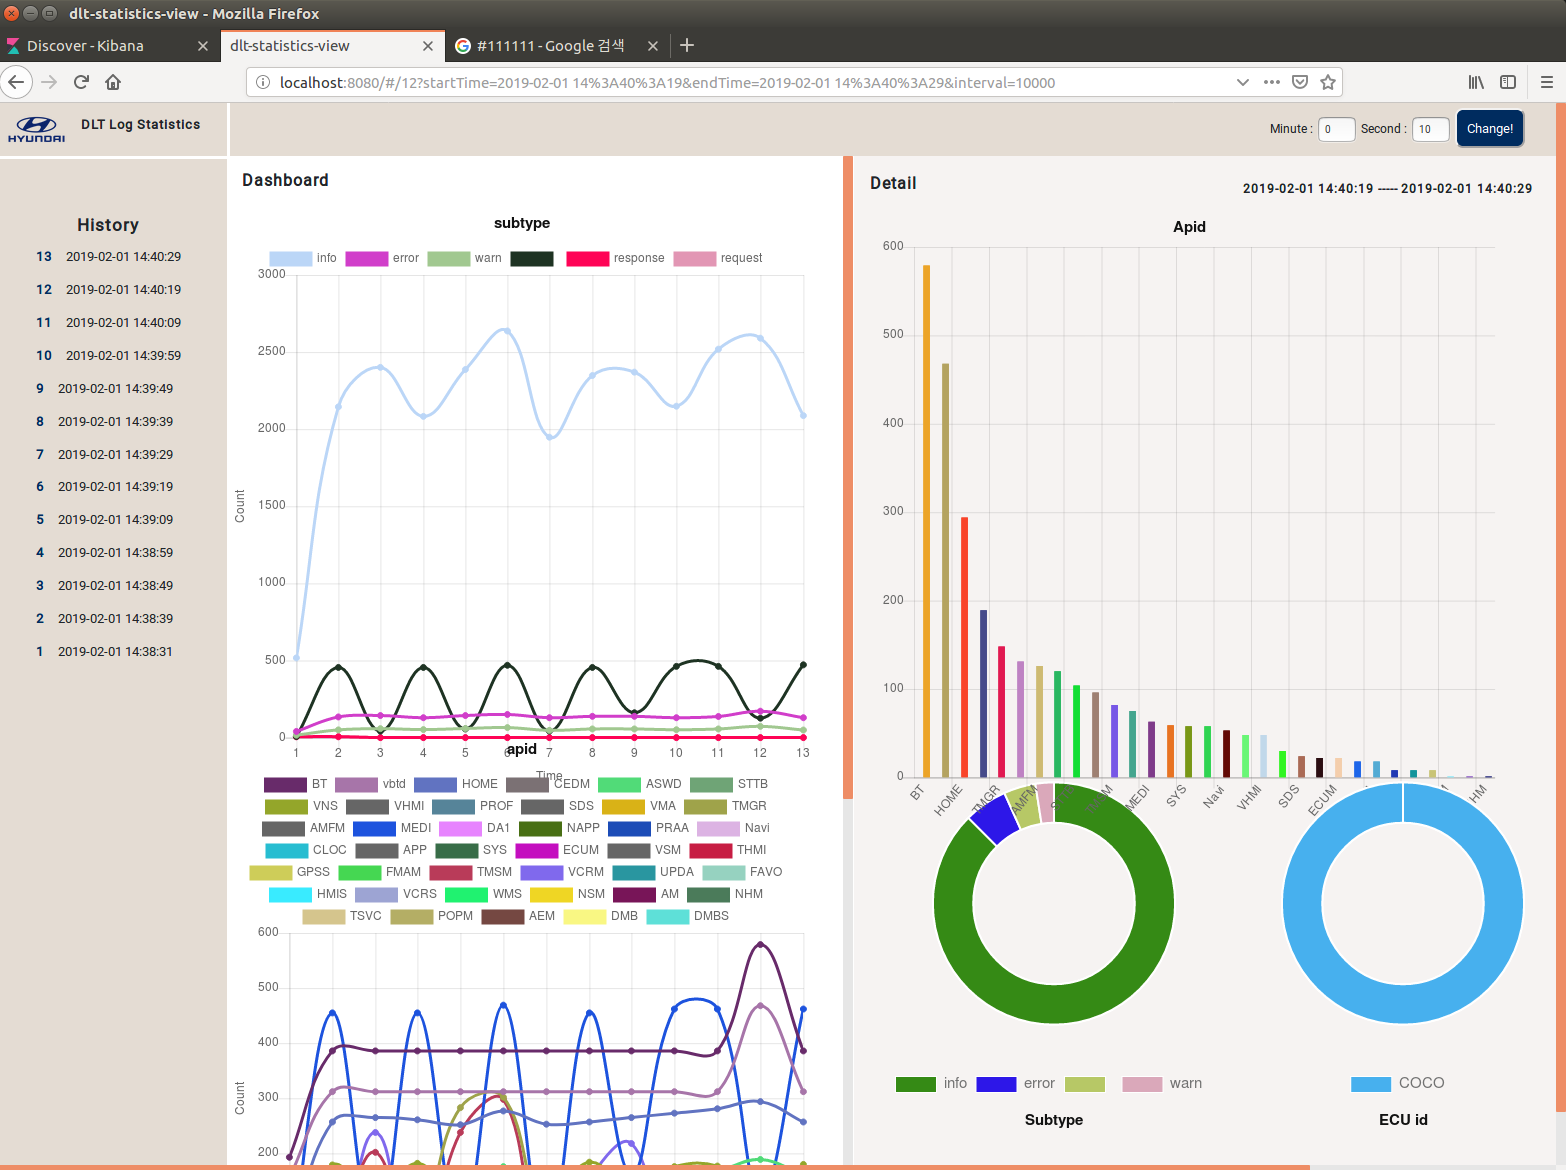 dlt-statistics-view - Mozilla Firefox
Discover - Kibana
dlt-statistics-view
#111111 - Google 검색
localhost:8080/#/12?startTime=2019-02-01 14%3A40%3A19&endTime=2019-02-01 14%3A40%3A29&interval=10000
HYUNDAI
DLT Log Statistics
Minute : 0 Second : 10 Change!
History
13 2019-02-01 14:40:29
12 2019-02-01 14:40:19
11 2019-02-01 14:40:09
10 2019-02-01 14:39:59
9 2019-02-01 14:39:49
8 2019-02-01 14:39:39
7 2019-02-01 14:39:29
6 2019-02-01 14:39:19
5 2019-02-01 14:39:09
4 2019-02-01 14:38:59
3 2019-02-01 14:38:49
2 2019-02-01 14:38:39
1 2019-02-01 14:38:31
Dashboard
subtype
info error warn response request
3000
2500
2000
1500
1000
500
0
Count
1 2 3 4 5 6 7 8 9 10 11 12 13
Time
apid
BT vbtd HOME CEDM ASWD STTB
VNS VHMI PROF SDS VMA TMGR
AMFM MEDI DA1 NAPP PRAA Navi
CLOC APP SYS ECUM VSM THMI
GPSS FMAM TMSM VCRM UPDA FAVO
HMIS VCRS WMS NSM AM NHM
TSVC POPM AEM DMB DMBS
600
500
400
300
200
Count
Detail
2019-02-01 14:40:19 ----- 2019-02-01 14:40:29
Apid
600
500
400
300
200
100
0
BT HOME TMGR AMFM MEDI SYS Navi VHMI SDS ECUM HM
info error warn
Subtype
COCO
ECU id